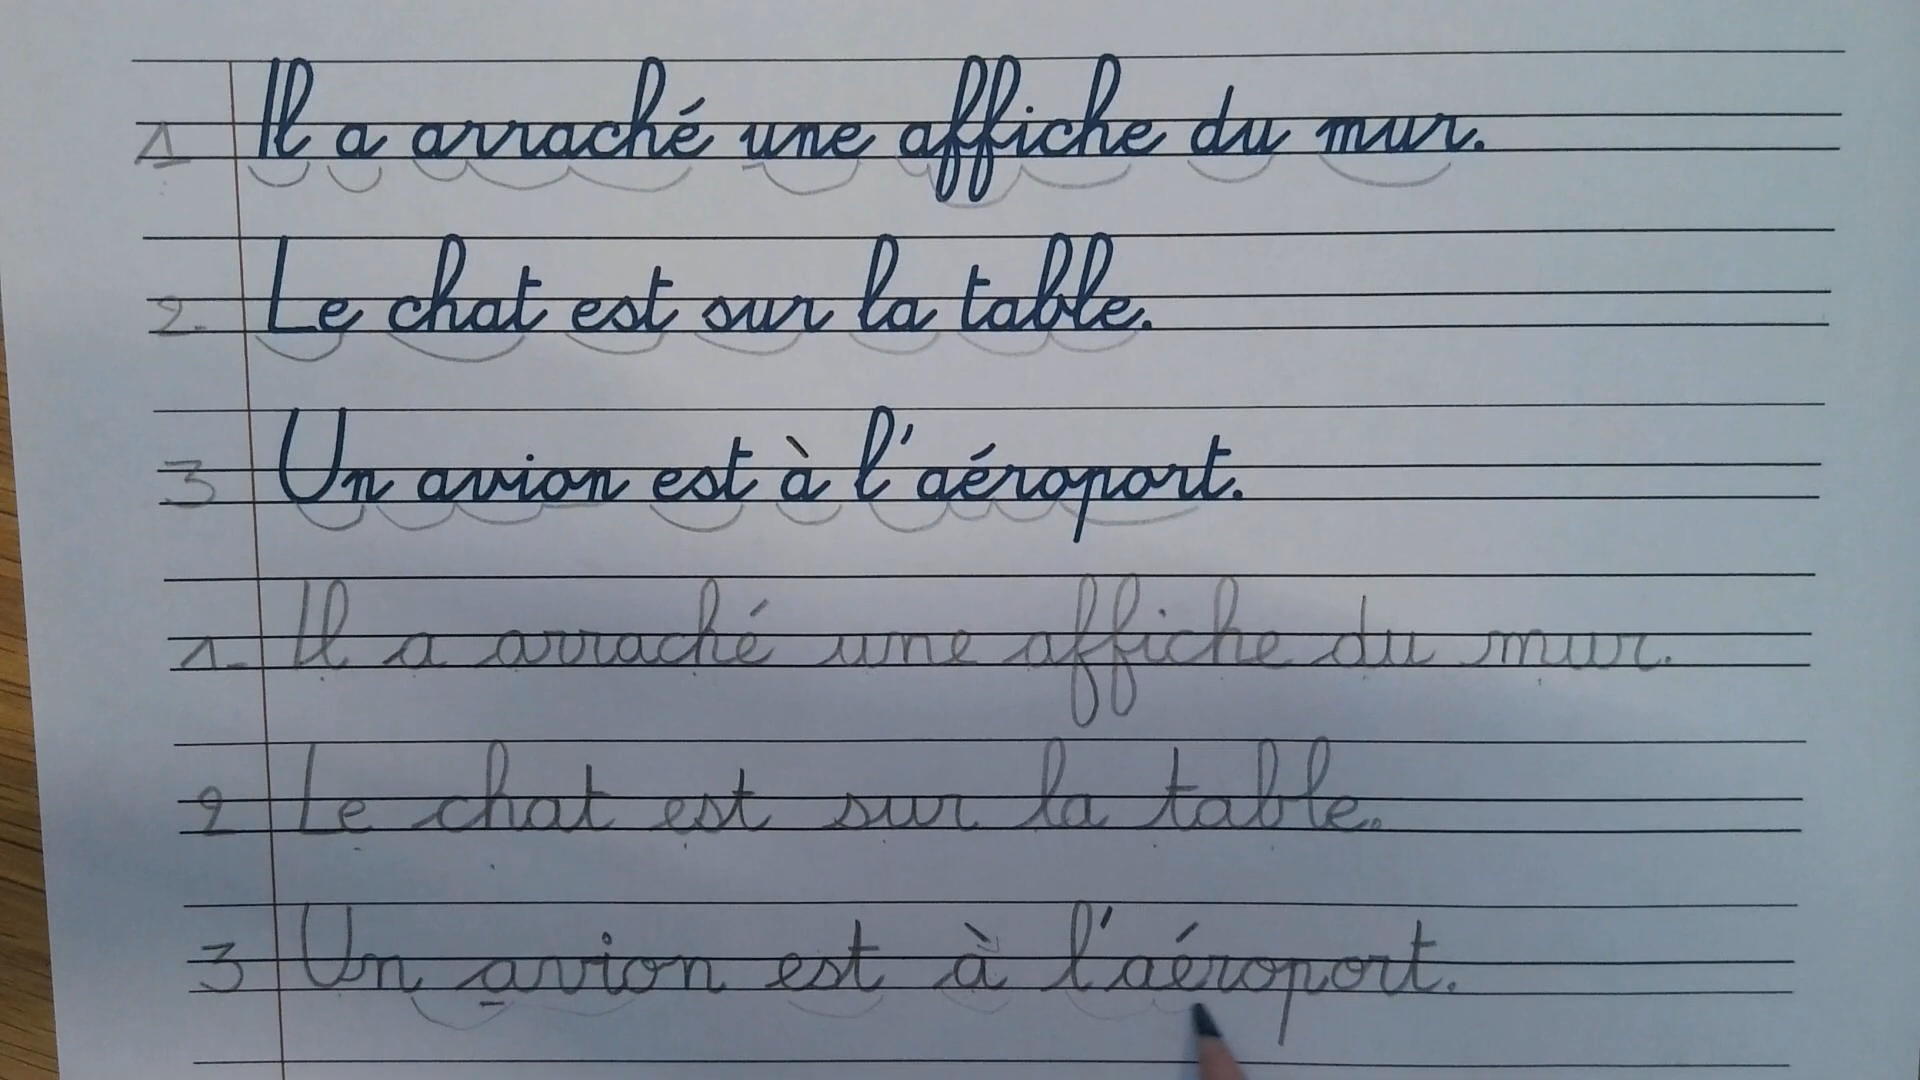 1 Il a arraché une affiche du mur.
2. Le chat est sur la table.
3 Un avion est à l'aéroport.
1. Il a arraché une affiche du mur.
2 Le chat est sur la table.
3 Un avion est à l'aéroport.